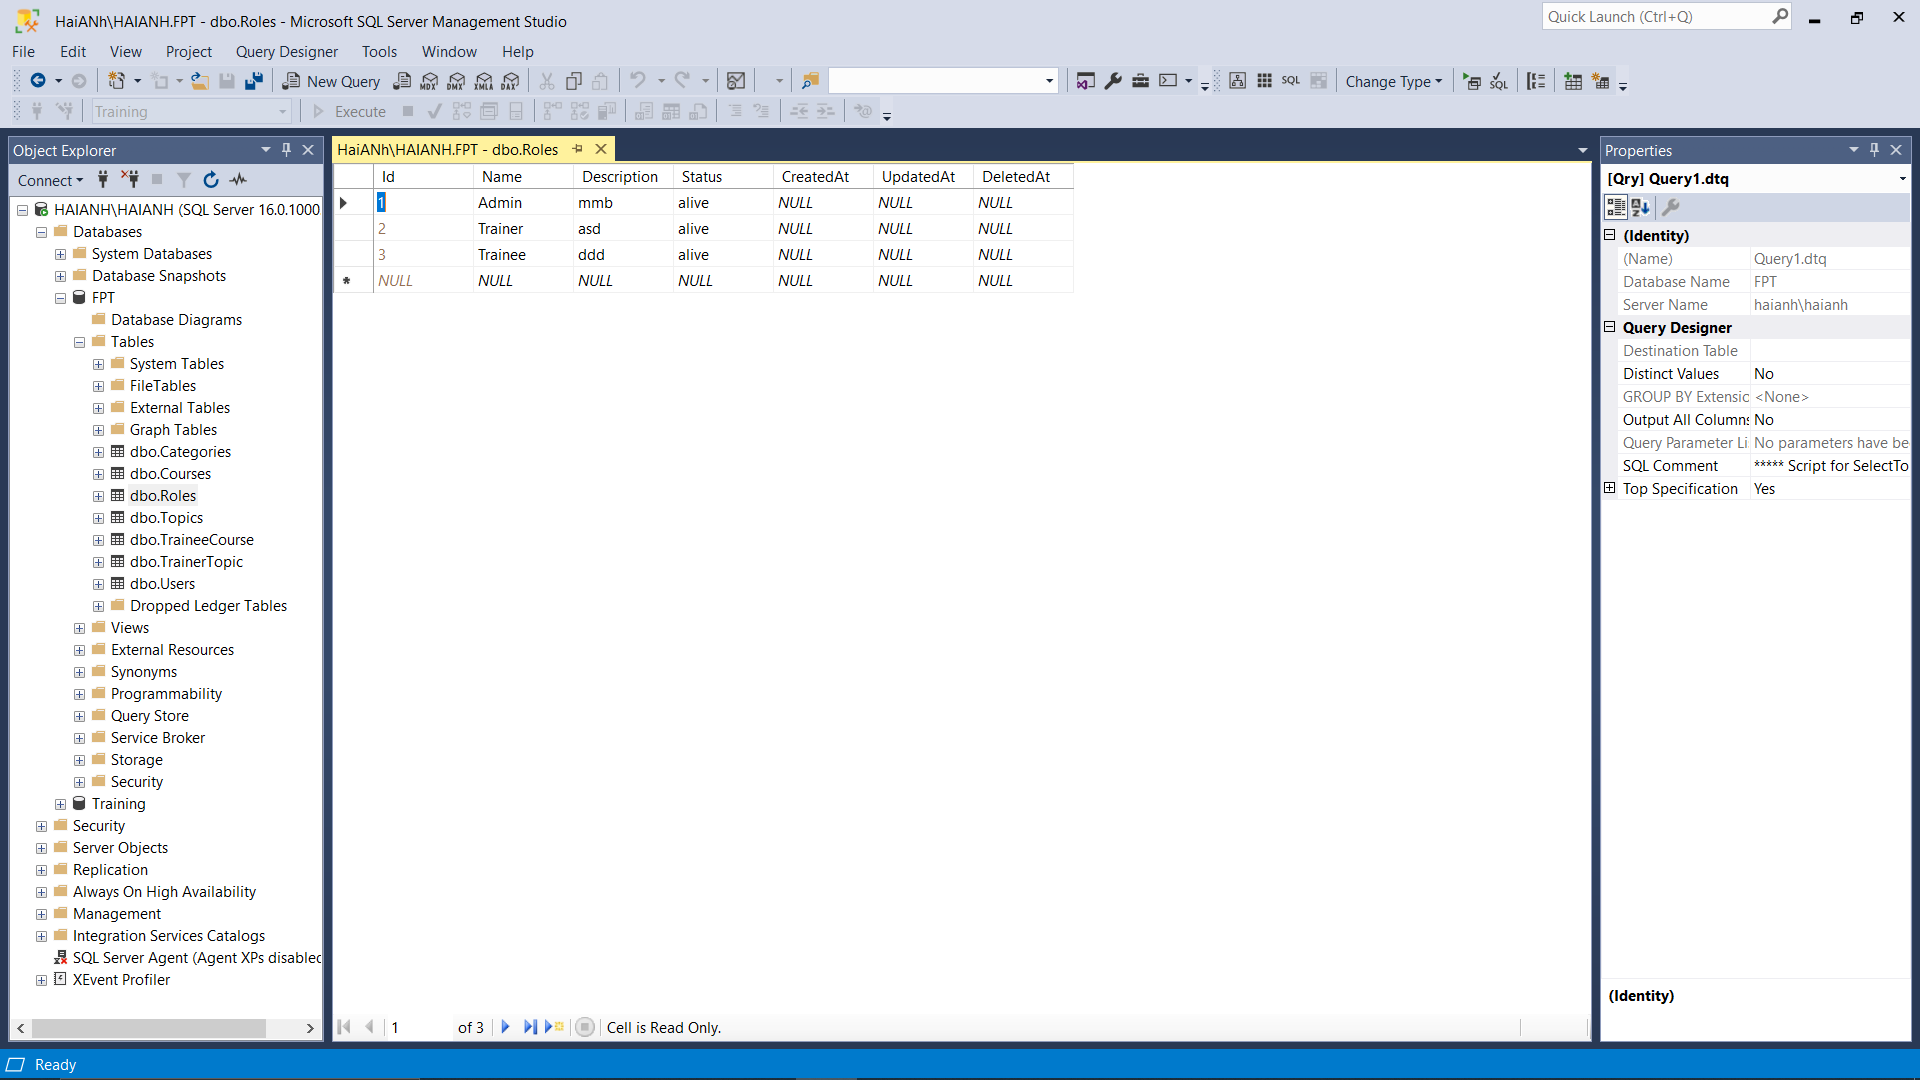 HaiANh\HAIANH.FPT - dbo.Roles - Microsoft SQL Server Management Studio
Quick Launch (Ctrl+Q)
File Edit View Project Query Designer Tools Window Help
New Query MDX DMX XMLA DAX SQL Change Type SQL
Training Execute
Object Explorer
Connect
HAIANH\HAIANH (SQL Server 16.0.1000
Databases
System Databases
Database Snapshots
FPT
Database Diagrams
Tables
System Tables
FileTables
External Tables
Graph Tables
dbo.Categories
dbo.Courses
dbo.Roles
dbo.Topics
dbo.TraineeCourse
dbo.TrainerTopic
dbo.Users
Dropped Ledger Tables
Views
External Resources
Synonyms
Programmability
Query Store
Service Broker
Storage
Security
Training
Security
Server Objects
Replication
Always On High Availability
Management
Integration Services Catalogs
SQL Server Agent (Agent XPs disabled
XEvent Profiler
HaiANh\HAIANH.FPT - dbo.Roles
Id Name Description Status CreatedAt UpdatedAt DeletedAt
1 Admin mmb alive NULL NULL NULL
2 Trainer asd alive NULL NULL NULL
3 Trainee ddd alive NULL NULL NULL
* NULL NULL NULL NULL NULL NULL NULL
1 of 3 Cell is Read Only.
Properties
[Qry] Query1.dtq
(Identity)
(Name) Query1.dtq
Database Name FPT
Server Name haianh\haianh
Query Designer
Destination Table
Distinct Values No
GROUP BY Extensic <None>
Output All Columns No
Query Parameter Li No parameters have be
SQL Comment ***** Script for SelectTo
Top Specification Yes
(Identity)
Ready